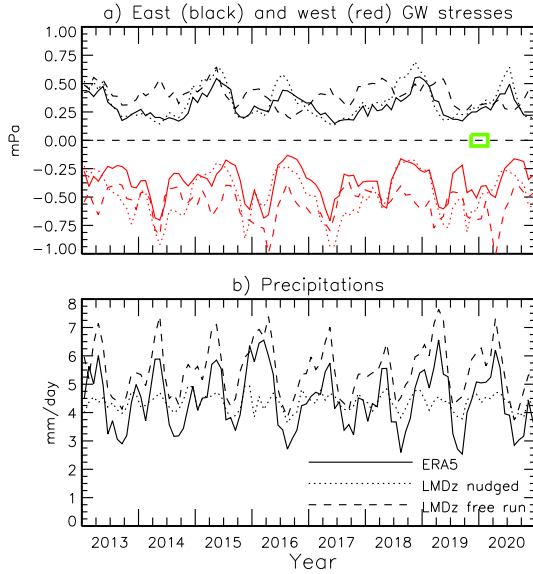 a) East (black) and west (red) GW stresses
1.00
0.75
0.50
0.25
0.00
−0.25
−0.50
−0.75
−1.00
mPa
b) Precipitations
8
7
6
5
4
3
2
1
0
mm/day
ERA5
LMDz nudged
LMDz free run
2013 2014 2015 2016 2017 2018 2019 2020
Year